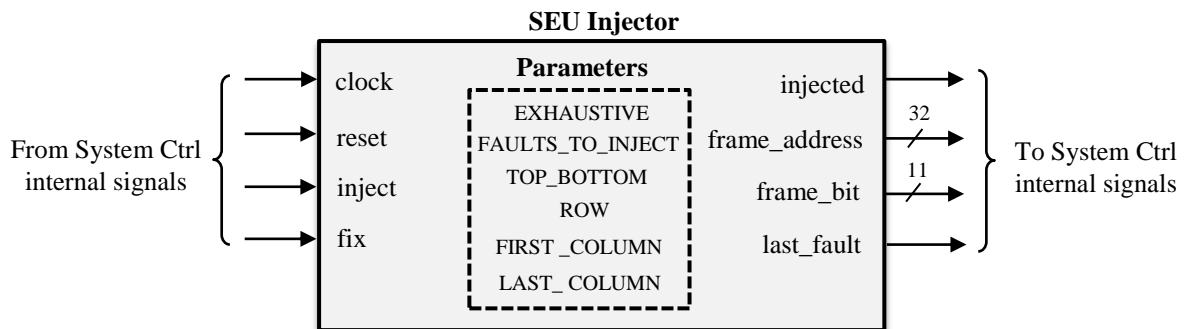 SEU Injector
Parameters
From System Ctrl
internal signals
clock
reset
inject
fix
EXHAUSTIVE
FAULTS_TO_INJECT
TOP_BOTTOM
ROW
FIRST _COLUMN
LAST_ COLUMN
injected
32
frame_address
11
frame_bit
last_fault
To System Ctrl
internal signals